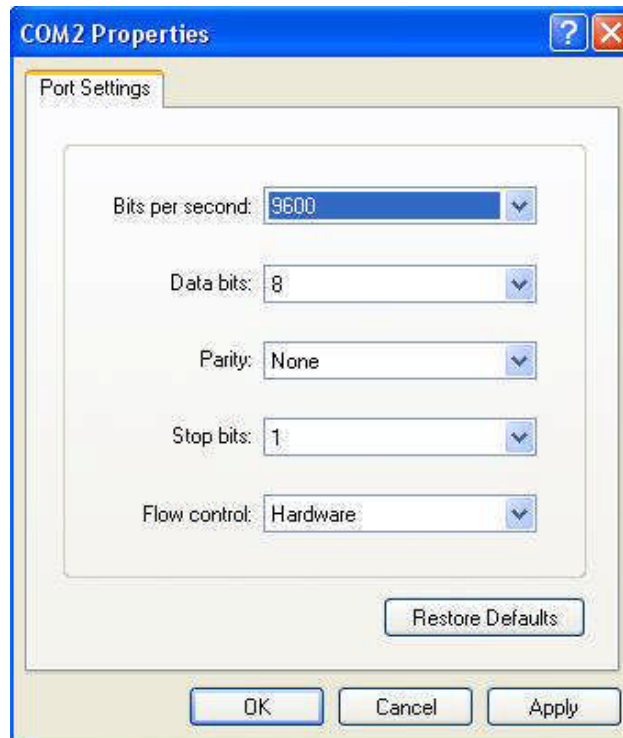 COM2 Properties
Port Settings
Bits per second: 9600
Data bits: 8
Parity: None
Stop bits: 1
Flow control: Hardware
Restore Defaults
OK Cancel Apply